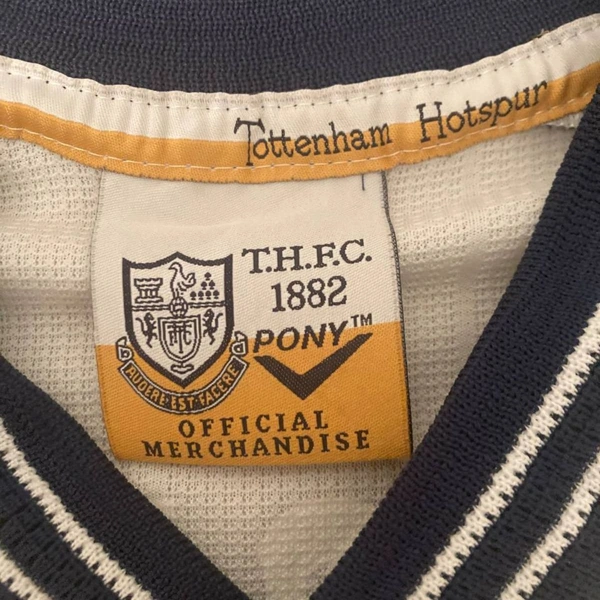 Tottenham Hotspur
T.H.F.C.
1882
PONY™
AUDERE·EST·FACERE
OFFICIAL
MERCHANDISE